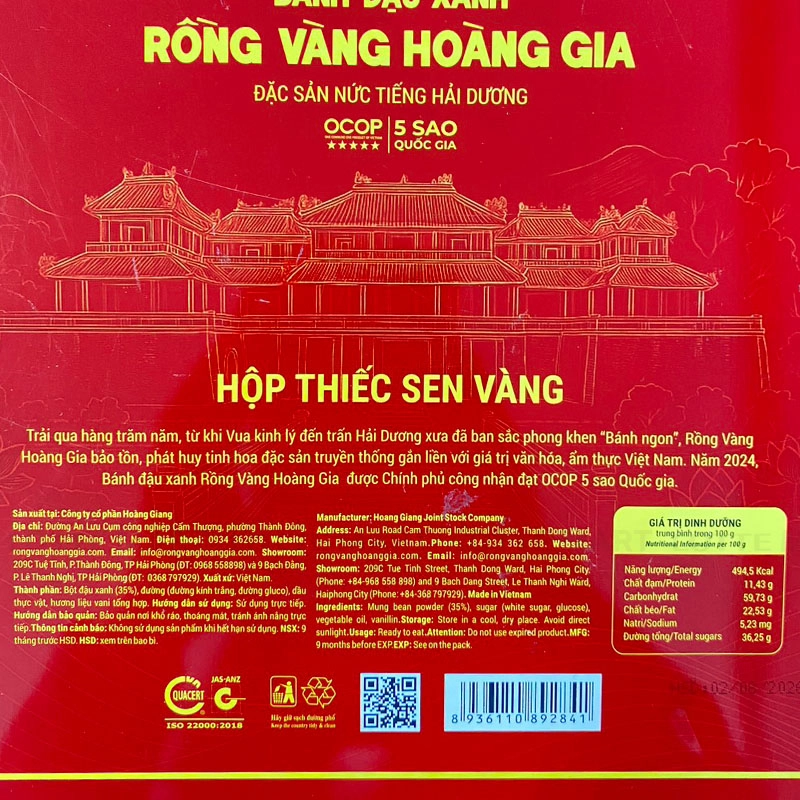 BÁNH ĐẬU XANH
RỒNG VÀNG HOÀNG GIA
ĐẶC SẢN NỨC TIẾNG HẢI DƯƠNG
OCOP
5 SAO
QUỐC GIA
HỘP THIẾC SEN VÀNG
Trải qua hàng trăm năm, từ khi Vua kinh lý đến trấn Hải Dương xưa đã ban sắc phong khen “Bánh ngon”, Rồng Vàng
Hoàng Gia bảo tồn, phát huy tinh hoa đặc sản truyền thống gắn liền với giá trị văn hóa, ẩm thực Việt Nam. Năm 2024,
Bánh đậu xanh Rồng Vàng Hoàng Gia được Chính phủ công nhận đạt OCOP 5 sao Quốc gia.
Sản xuất tại: Công ty cổ phần Hoàng Giang
Địa chỉ: Đường An Lưu Cụm công nghiệp Cẩm Thượng, phường Thành Đông,
thành phố Hải Phòng, Việt Nam. Điện thoại: 0934 362658. Website:
rongvanghoanggia.com. Email: info@rongvanghoanggia.com. Showroom:
209C Tuệ Tĩnh, P.Thành Đông, TP Hải Phòng (ĐT: 0968 558898) và 9 Bạch Đằng,
P. Lê Thanh Nghị, TP Hải Phòng (ĐT: 0368797929). Xuất xứ: Việt Nam.
Thành phần: Bột đậu xanh (35%), đường (đường kính trắng, đường gluco), dầu
thực vật, hương liệu vani tổng hợp. Hướng dẫn sử dụng: Sử dụng trực tiếp.
Hướng dẫn bảo quản: Bảo quản nơi khô ráo, thoáng mát, tránh ánh nắng trực
tiếp.Thông tin cảnh báo: Không sử dụng sản phẩm khi hết hạn sử dụng. NSX: 9
tháng trước HSD. HSD: xem trên bao bì.
Manufacturer: Hoang Giang Joint Stock Company
Address: An Luu Road Cam Thuong Industrial Cluster, Thanh Dong Ward,
Hai Phong City, Vietnam.Phone: +84-934 362 658. Website:
rongvanghoanggia.com. Email: info@rongvanghoanggia.com.
Showroom: 209C Tue Tinh Street, Thanh Dong Ward, Hai Phong City,
(Phone: +84-968 558 898) and 9 Bach Dang Street, Le Thanh Nghi Ward,
Haiphong City (Phone: +84-368797929). Made in Vietnam
Ingredients: Mung bean powder (35%), sugar (white sugar, glucose),
vegetable oil, vanillin.Storage: Store in a cool, dry place. Avoid direct
sunlight.Usage: Ready to eat.Attention: Do not use expired product.MFG:
9 months before EXP.EXP: See on the pack.
GIÁ TRỊ DINH DƯỠNG
trung bình trong 100 g
Nutritional Information per 100 g
Năng lượng/Energy 494,5 Kcal
Chất đạm/Protein 11,43 g
Carbonhydrat 59,73 g
Chất béo/Fat 22,53 g
Natri/Sodium 5,23 mg
Đường tổng/Total sugars 36,25 g
QUACERT
JAS-ANZ
ISO 22000:2018
Hãy giữ sạch đường phố
Keep the country tidy & clean
8 936110 892841